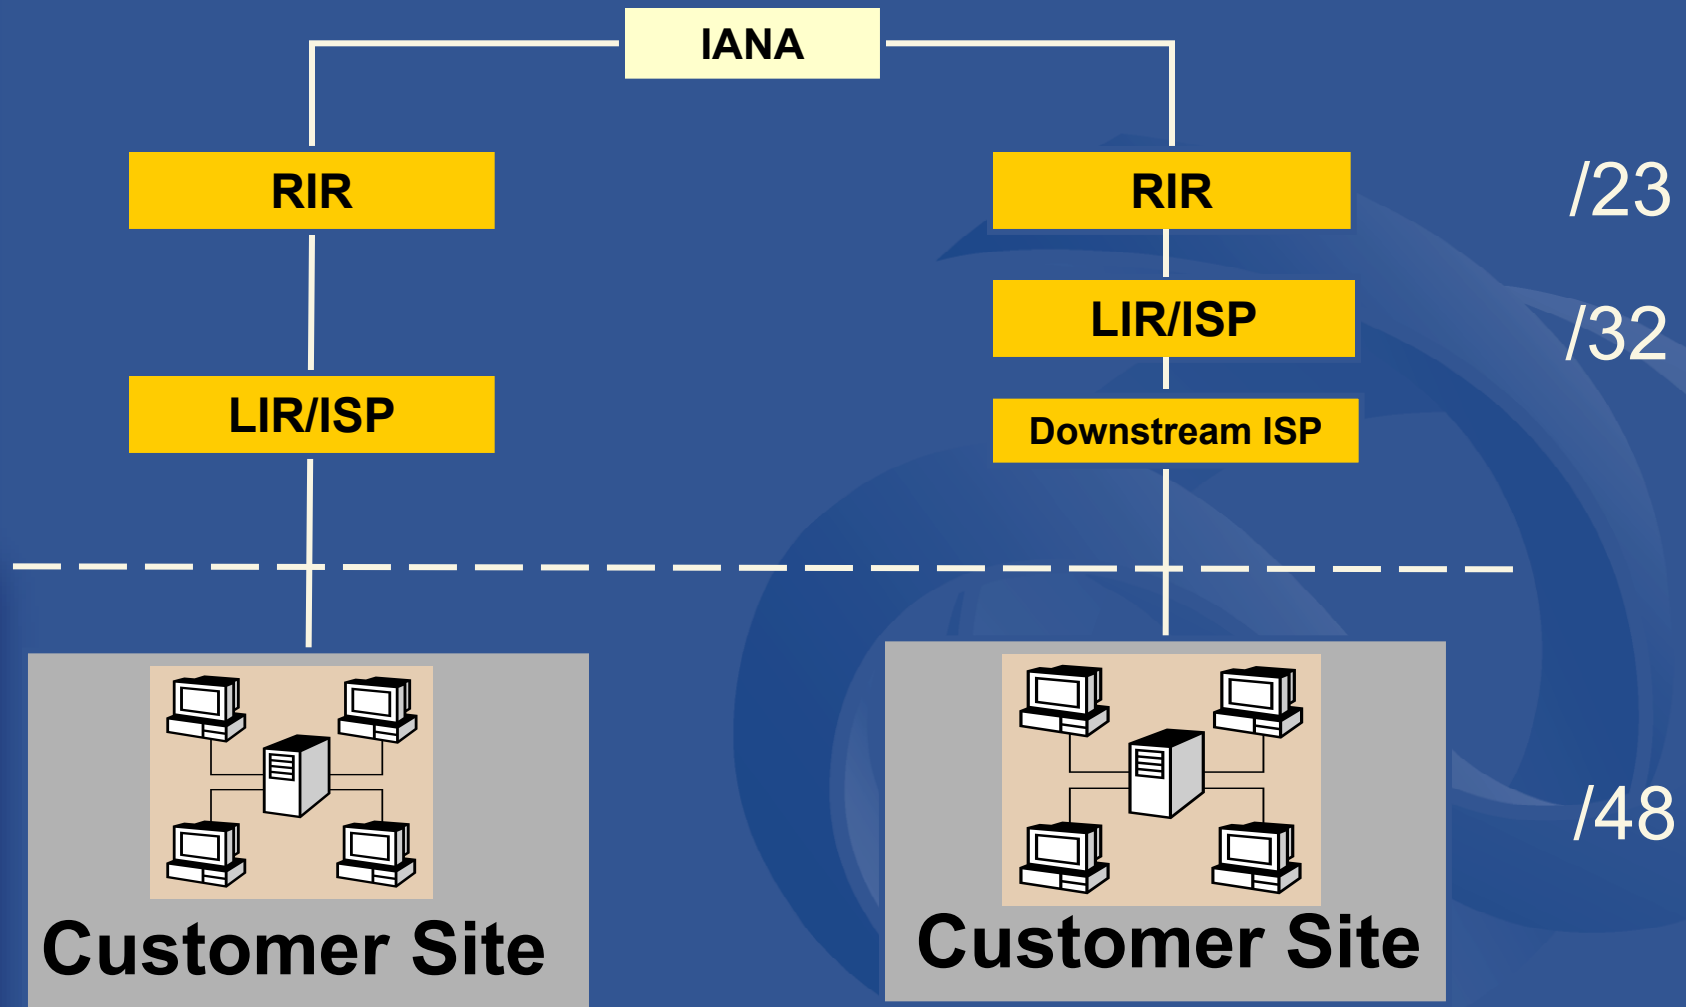 IANA
RIR
RIR
/23
LIR/ISP
/32
LIR/ISP
Downstream ISP
/48
Customer Site
Customer Site